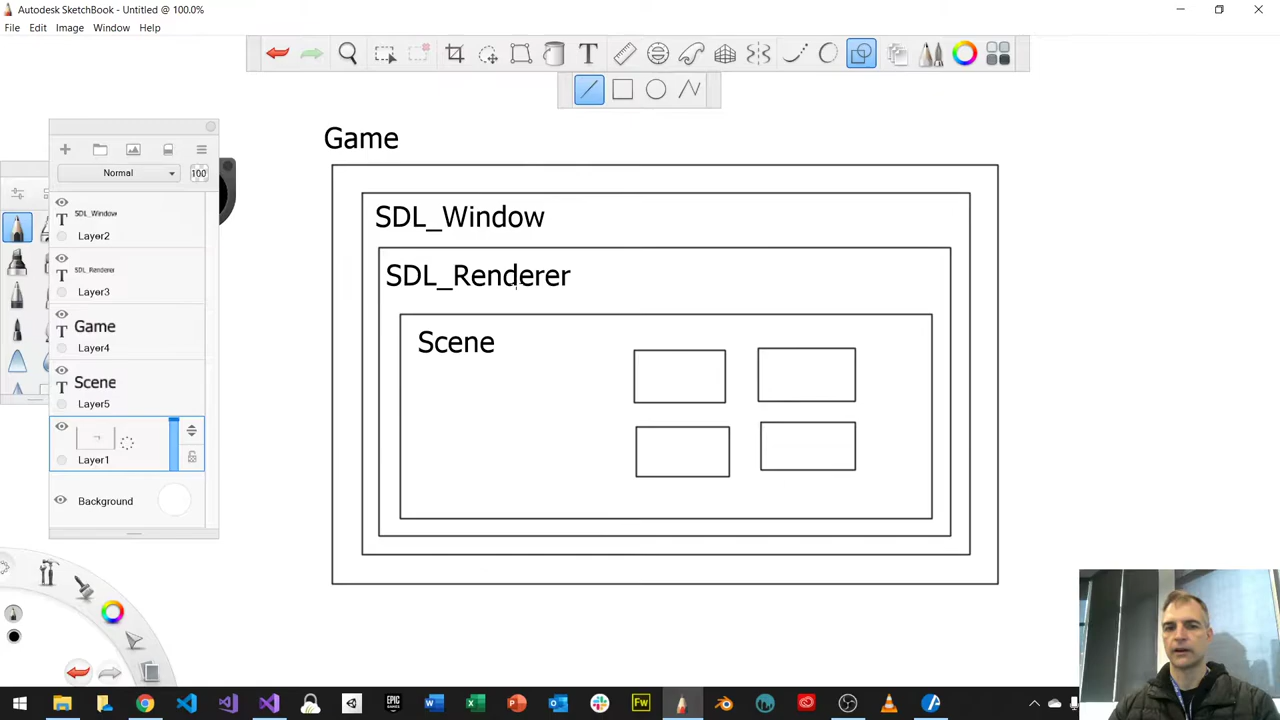 Autodesk SketchBook - Untitled @ 100.0%
File Edit Image Window Help
T
Game
Normal
100
SDL_Window
T SDL_Window
Layer2
SDL_Renderer
T SDL_Renderer
Layer3
T Game
Layer4
Scene
T Scene
Layer5
Layer1
Background
Fw